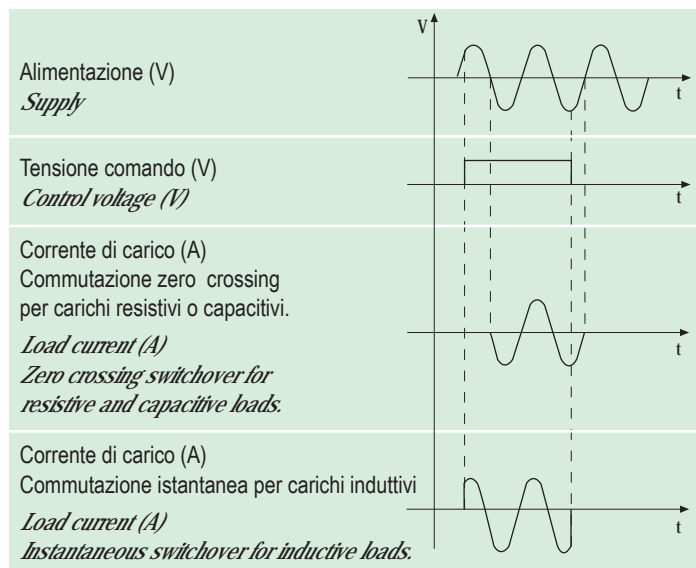 V
Alimentazione (V)
Supply
t
Tensione comando (V)
Control voltage (V)
t
Corrente di carico (A)
Commutazione zero crossing
per carichi resistivi o capacitivi.
Load current (A)
Zero crossing switchover for
resistive and capacitive loads.
t
Corrente di carico (A)
Commutazione istantanea per carichi induttivi
Load current (A)
Instantaneous switchover for inductive loads.
t